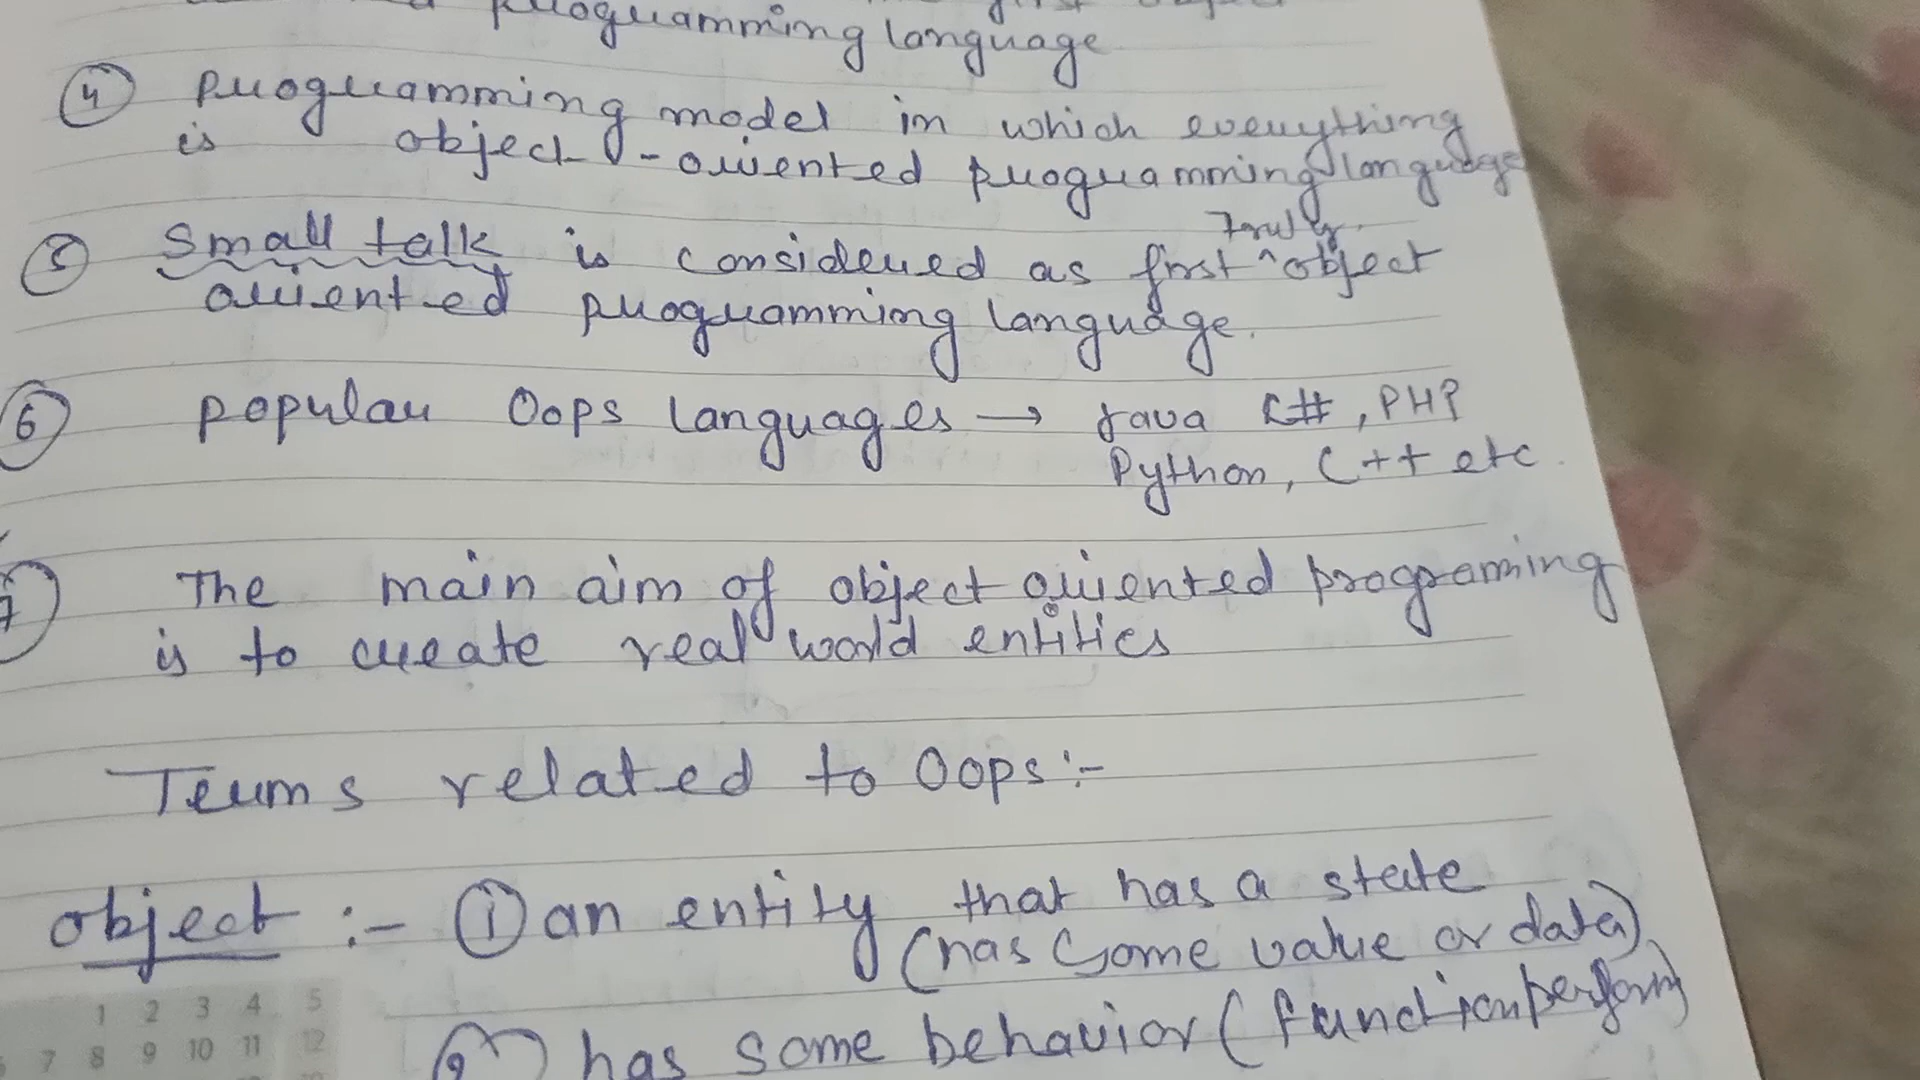 programming language
④ programming model in which everything
is object-oriented programming language
⑤ Small talk is considered as first ^ Truly object
oriented programming language.
⑥ popular Oops languages → Java C#, PHP
Python, C++ etc
⑦ The main aim of object oriented programing
is to create real world entities
Terms related to Oops:-
object :- ① an entity that has a state
(has some value or data)
② has some behavior (function perform)
1 2 3 4 5
7 8 9 10 11 12